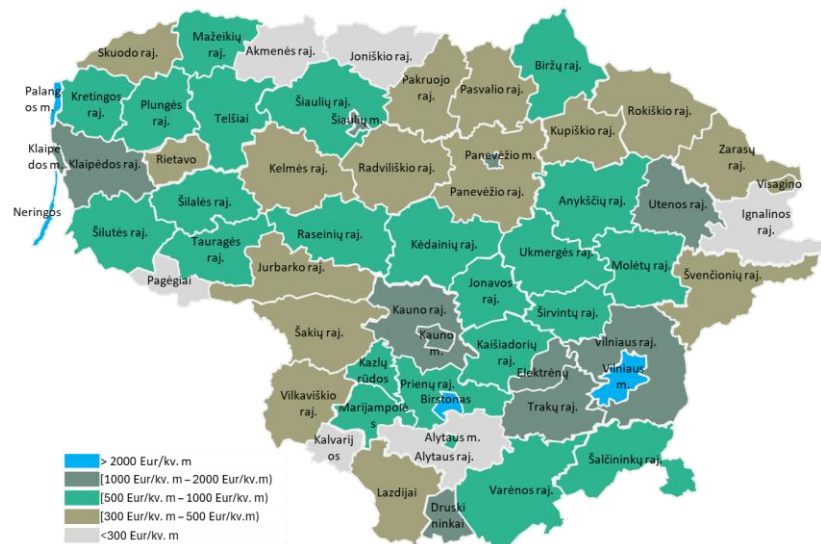 Skuodo raj.
Mažeikių
raj.
Akmenės raj.
Joniškio raj.
Biržų raj.
Palang
os m.
Kretingos
raj.
Plungės
raj.
Telšiai
Šiaulių raj.
Šiaulių m.
Pakruojo
raj.
Pasvalio
raj.
Rokiškio raj.
Kupiškio raj.
Zarasų
raj.
Visagino
Klaipė
dos m.
Klaipėdos raj.
Rietavo
Kelmės raj.
Radviliškio raj.
Panevėžio m.
Panevėžio raj.
Anykščių
raj.
Utenos raj.
Ignalinos
raj.
Neringos
Šilutės raj.
Šilalės raj.
Tauragės
raj.
Raseinių raj.
Kėdainių raj.
Ukmergės raj.
Molėtų raj.
Švenčionių raj.
Pagėgiai
Jurbarko raj.
Jonavos
raj.
Širvintų raj.
Šakių raj.
Kauno raj.
Kauno
m.
Kaišiadorių
raj.
Elektrėnų
vilniaus raj.
Vilniaus
m.
Kazlų
rūdos
Prienų raj.
Birstonas
Trakų raj.
Vilkaviškio
raj.
Marijampolė
s
Kalvarij
os
Alytaus m.
Alytaus raj.
Šalčininkų raj.
Lazdijai
Varėnos raj.
Druski
ninkai
> 2000 Eur/kv. m
[1000 Eur/kv. m – 2000 Eur/kv.m)
[500 Eur/kv. m – 1000 Eur/kv.m)
[300 Eur/kv. m – 500 Eur/kv.m)
<300 Eur/kv. m